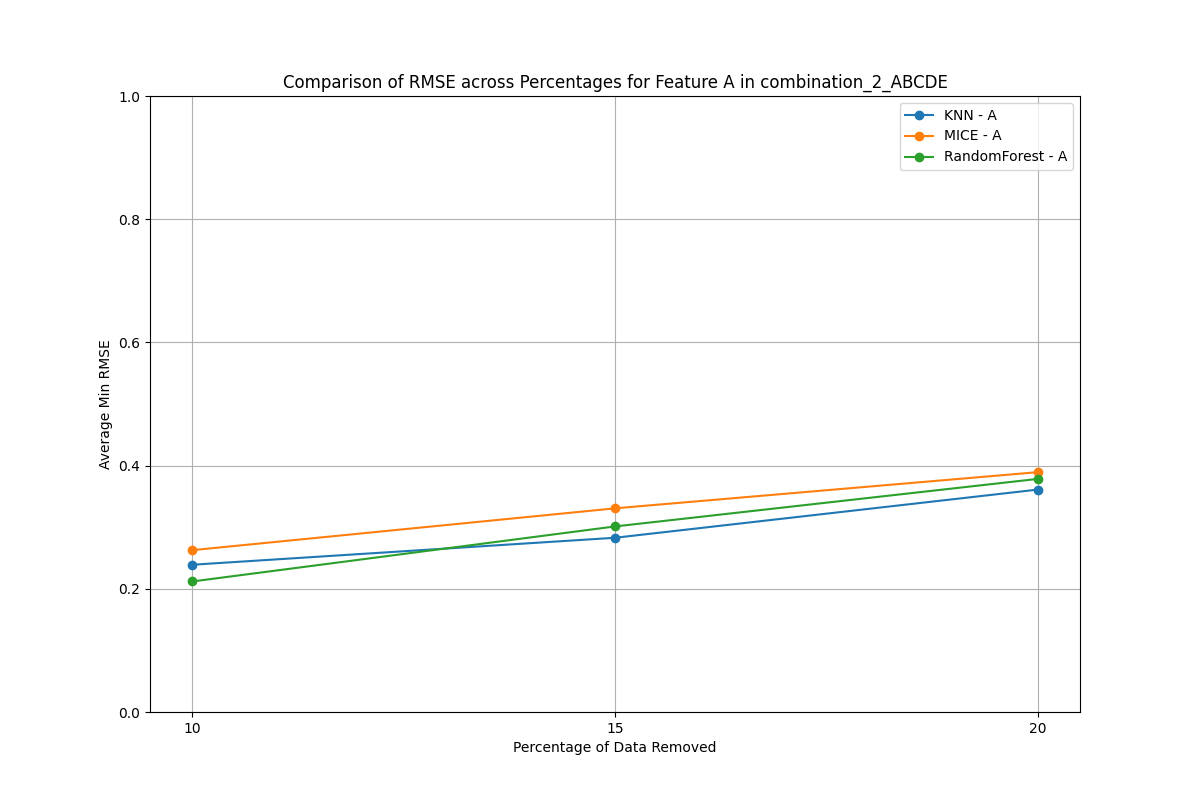 Comparison of RMSE across Percentages for Feature A in combination_2_ABCDE
1.0
KNN - A
MICE - A
RandomForest - A
0.8
0.6
Average Min RMSE
0.4
0.2
0.0
10
15
20
Percentage of Data Removed